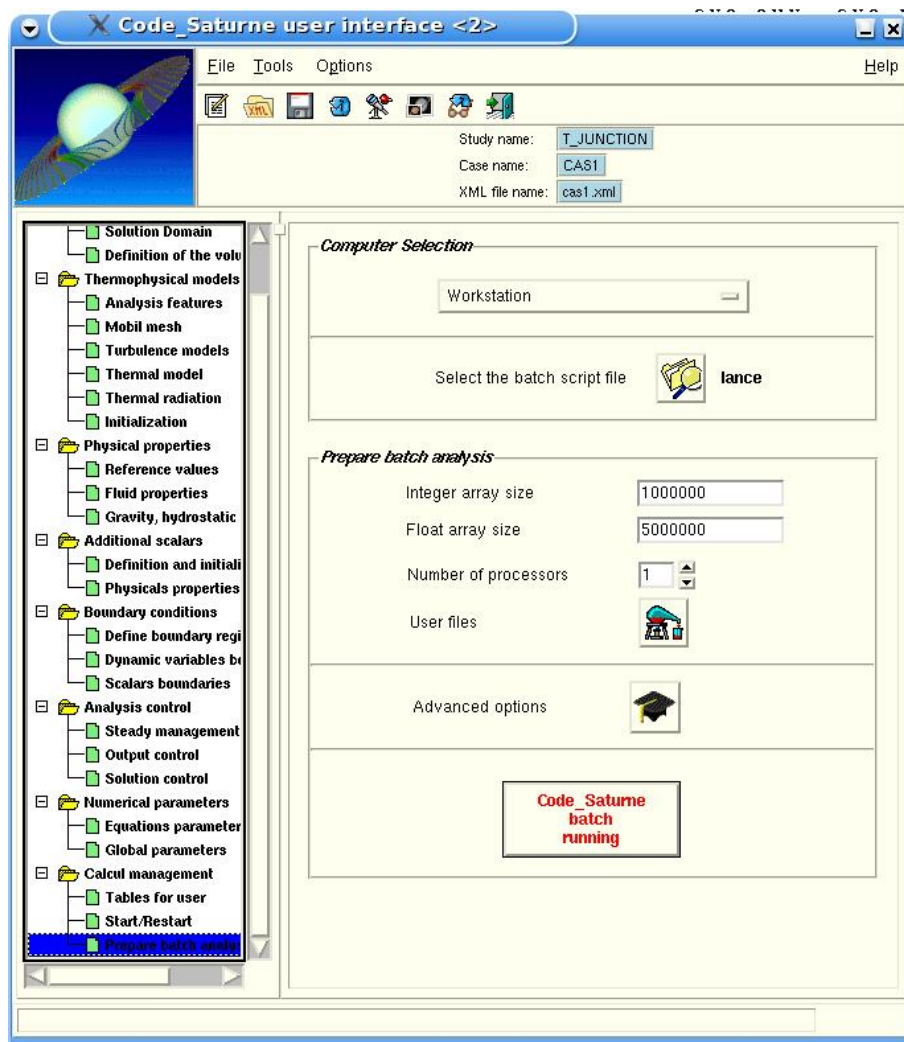 Code_Saturne user interface <2>
File Tools Options Help
XML
Study name: T_JUNCTION
Case name: CAS1
XML file name: cas1.xml
Solution Domain
Definition of the volu
Thermophysical models
Analysis features
Mobil mesh
Turbulence models
Thermal model
Thermal radiation
Initialization
Physical properties
Reference values
Fluid properties
Gravity, hydrostatic
Additional scalars
Definition and initiali
Physicals properties
Boundary conditions
Define boundary regi
Dynamic variables b
Scalars boundaries
Analysis control
Steady management
Output control
Solution control
Numerical parameters
Equations parameter
Global parameters
Calcul management
Tables for user
Start/Restart
Prepare batch analy
Computer Selection
Workstation
Select the batch script file lance
Prepare batch analysis
Integer array size 1000000
Float array size 5000000
Number of processors 1
User files
Advanced options
Code_Saturne
batch
running